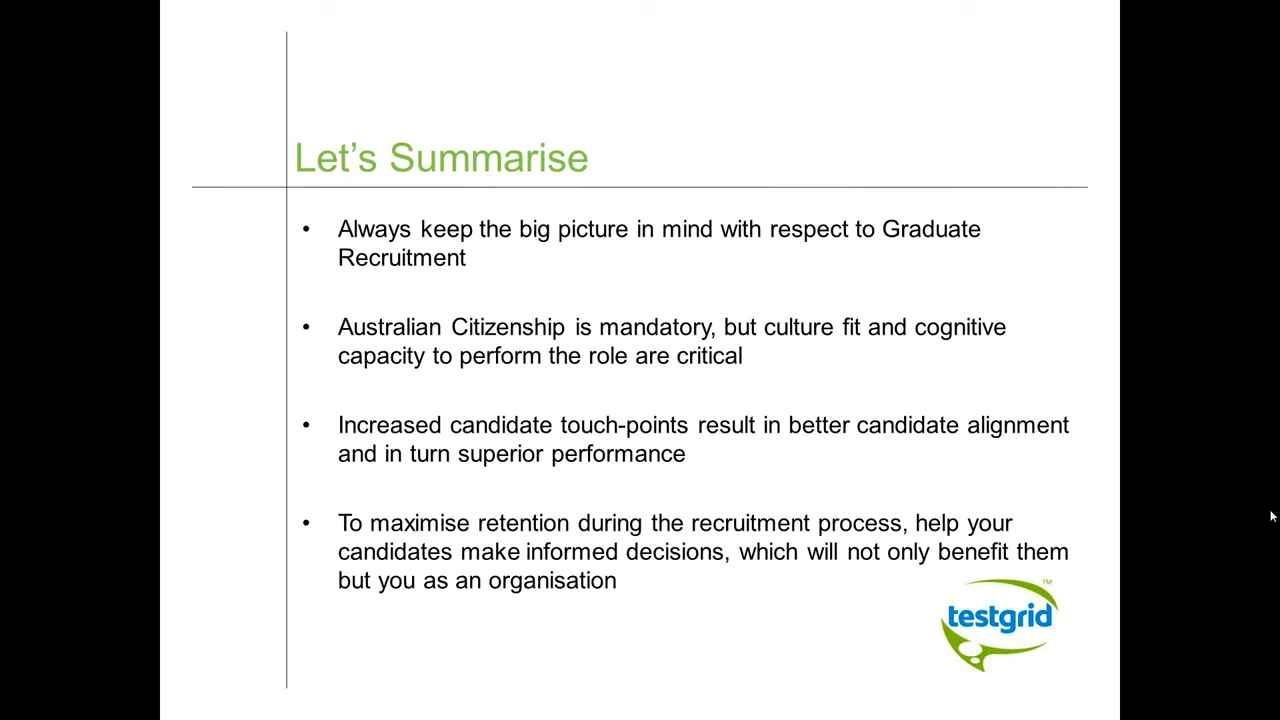 Let's Summarise
• Always keep the big picture in mind with respect to Graduate
Recruitment
• Australian Citizenship is mandatory, but culture fit and cognitive
capacity to perform the role are critical
• Increased candidate touch-points result in better candidate alignment
and in turn superior performance
• To maximise retention during the recruitment process, help your
candidates make informed decisions, which will not only benefit them
but you as an organisation
testgrid™